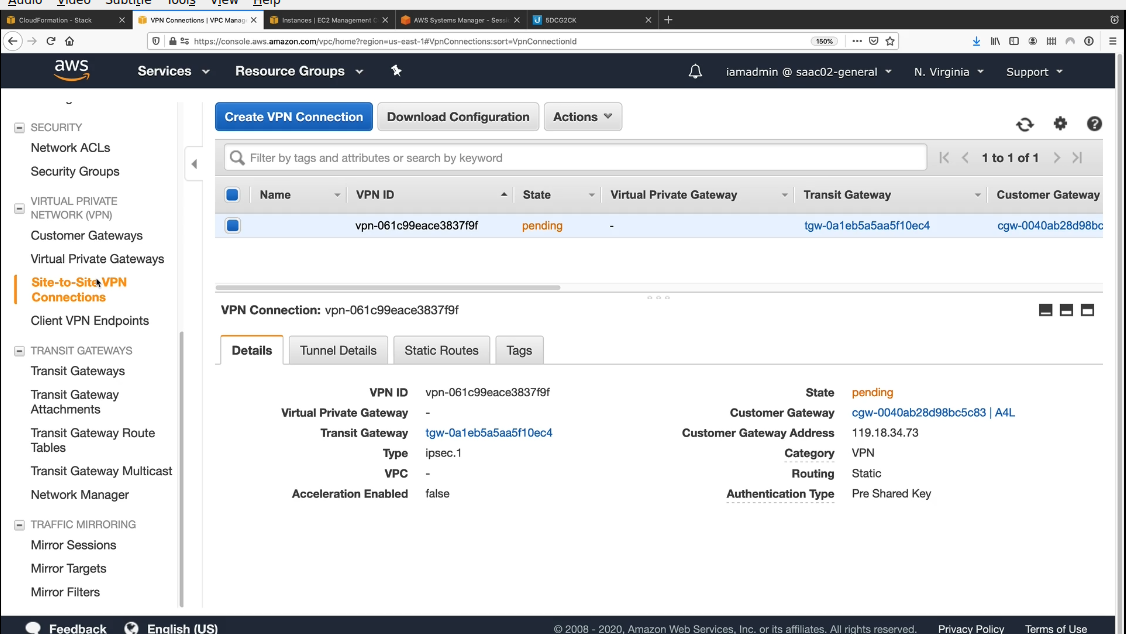 Audio Video Subtitle Tools View Help
CloudFormation - Stack
VPN Connections | VPC Manag
Instances | EC2 Management C
AWS Systems Manager - Sessi
5DCG2CK
https://console.aws.amazon.com/vpc/home?region=us-east-1#VpnConnections:sort=VpnConnectionId
150%
aws
Services
Resource Groups
iamadmin @ saac02-general
N. Virginia
Support
SECURITY
Network ACLs
Security Groups
VIRTUAL PRIVATE
NETWORK (VPN)
Customer Gateways
Virtual Private Gateways
Site-to-Site VPN
Connections
Client VPN Endpoints
TRANSIT GATEWAYS
Transit Gateways
Transit Gateway
Attachments
Transit Gateway Route
Tables
Transit Gateway Multicast
Network Manager
TRAFFIC MIRRORING
Mirror Sessions
Mirror Targets
Mirror Filters
Create VPN Connection
Download Configuration
Actions
Filter by tags and attributes or search by keyword
1 to 1 of 1
Name VPN ID State Virtual Private Gateway Transit Gateway Customer Gateway
vpn-061c99eace3837f9f pending - tgw-0a1eb5a5aa5f10ec4 cgw-0040ab28d98bc
VPN Connection: vpn-061c99eace3837f9f
Details
Tunnel Details
Static Routes
Tags
VPN ID vpn-061c99eace3837f9f
Virtual Private Gateway -
Transit Gateway tgw-0a1eb5a5aa5f10ec4
Type ipsec.1
VPC -
Acceleration Enabled false
State pending
Customer Gateway cgw-0040ab28d98bc5c83 | A4L
Customer Gateway Address 119.18.34.73
Category VPN
Routing Static
Authentication Type Pre Shared Key
Feedback
English (US)
© 2008 - 2020, Amazon Web Services, Inc. or its affiliates. All rights reserved.
Privacy Policy
Terms of Use